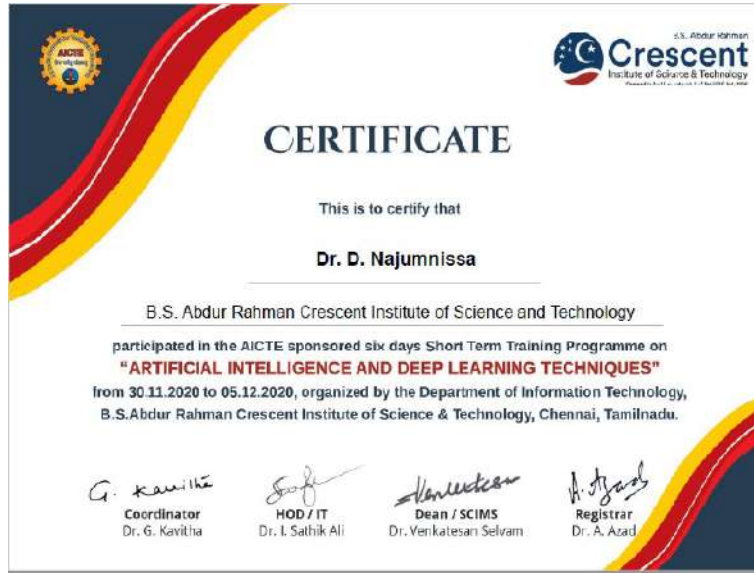 AICTE
B.S. Abdur Rahman
Crescent
Institute of Science & Technology
CERTIFICATE
This is to certify that
Dr. D. Najumnissa
B.S. Abdur Rahman Crescent Institute of Science and Technology
participated in the AICTE sponsored six days Short Term Training Programme on
“ARTIFICIAL INTELLIGENCE AND DEEP LEARNING TECHNIQUES”
from 30.11.2020 to 05.12.2020, organized by the Department of Information Technology,
B.S.Abdur Rahman Crescent Institute of Science & Technology, Chennai, Tamilnadu.
G. Kavitha
Venkatesan
A. Azad
Coordinator
HOD / IT
Dean / SCIMS
Registrar
Dr. G. Kavitha
Dr. I. Sathik Ali
Dr. Venkatesan Selvam
Dr. A. Azad